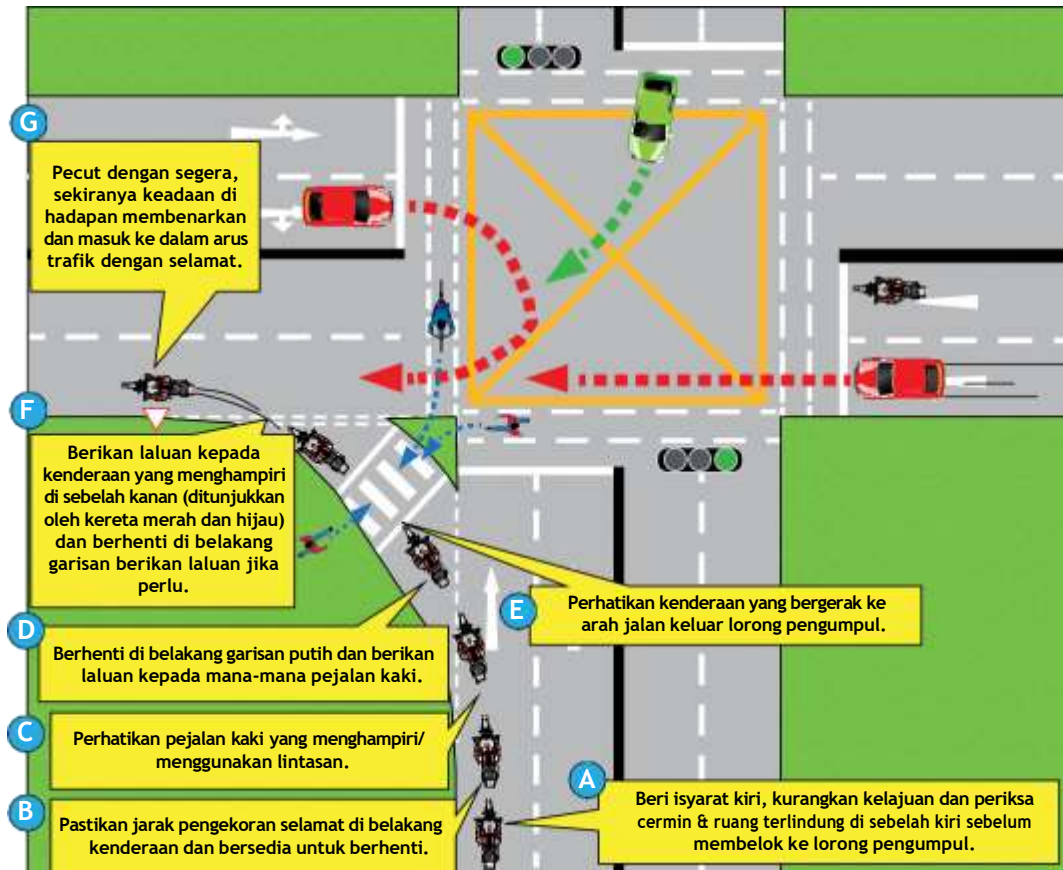 G
Pecut dengan segera,
sekiranya keadaan di
hadapan membenarkan
dan masuk ke dalam arus
trafik dengan selamat.
F
Berikan laluan kepada
kenderaan yang menghampiri
di sebelah kanan (ditunjukkan
oleh kereta merah dan hijau)
dan berhenti di belakang
garisan berikan laluan jika
perlu.
E
Perhatikan kenderaan yang bergerak ke
arah jalan keluar lorong pengumpul.
D
Berhenti di belakang garisan putih dan berikan
laluan kepada mana-mana pejalan kaki.
C
Perhatikan pejalan kaki yang menghampiri/
menggunakan lintasan.
A
Beri isyarat kiri, kurangkan kelajuan dan periksa
cermin & ruang terlindung di sebelah kiri sebelum
membelok ke lorong pengumpul.
B
Pastikan jarak pengekoran selamat di belakang
kenderaan dan bersedia untuk berhenti.